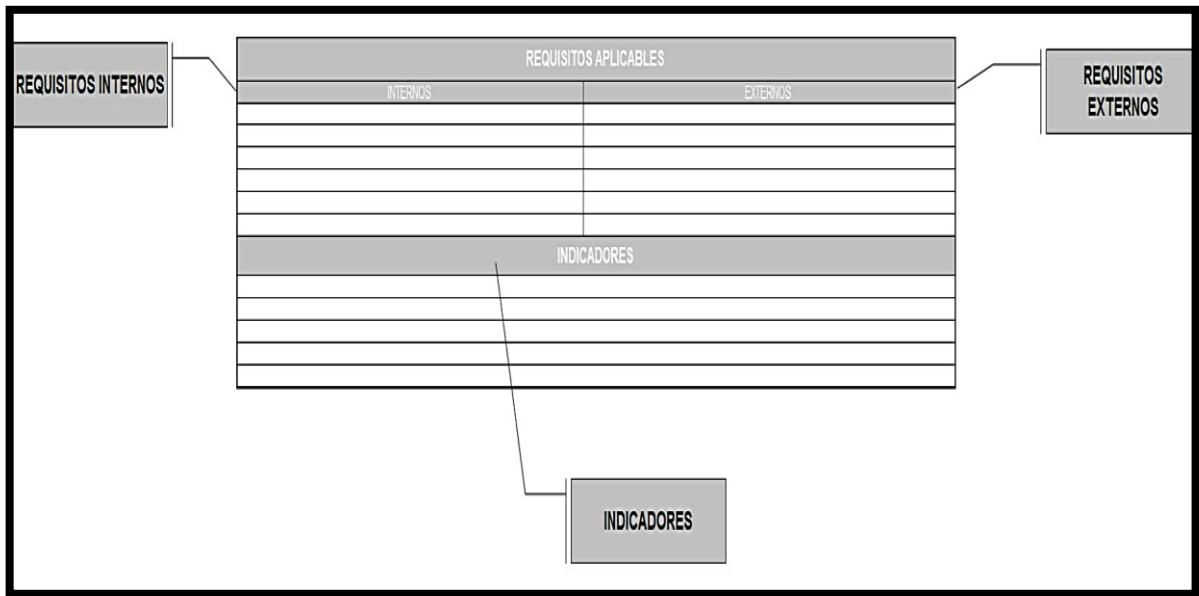 REQUISITOS INTERNOS
REQUISITOS APLICABLES
INTERNOS EXTERNOS
REQUISITOS
EXTERNOS
INDICADORES
INDICADORES